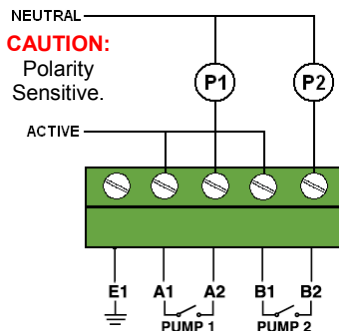 NEUTRAL
CAUTION:
Polarity
Sensitive.
P1
P2
ACTIVE
E1 A1 A2 B1 B2
PUMP 1 PUMP 2